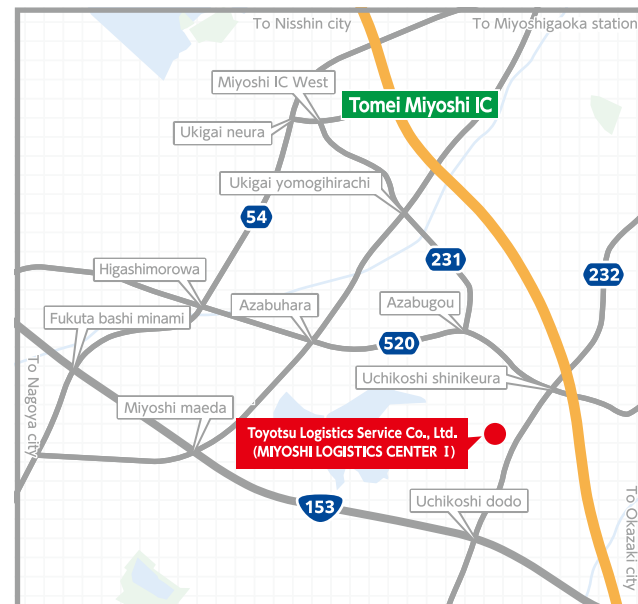 To Nisshin city
To Miyoshigaoka station
Miyoshi IC West
Tomei Miyoshi IC
Ukigai neura
Ukigai yomogihirachi
54
231
232
Higashimorowa
Azabuhara
Azabugou
Fukuta bashi minami
520
Uchikoshi shinikeura
To Nagoya city
Miyoshi maeda
Toyotsu Logistics Service Co., Ltd.
(MIYOSHI LOGISTICS CENTER Ⅰ)
153
Uchikoshi dodo
To Okazaki city